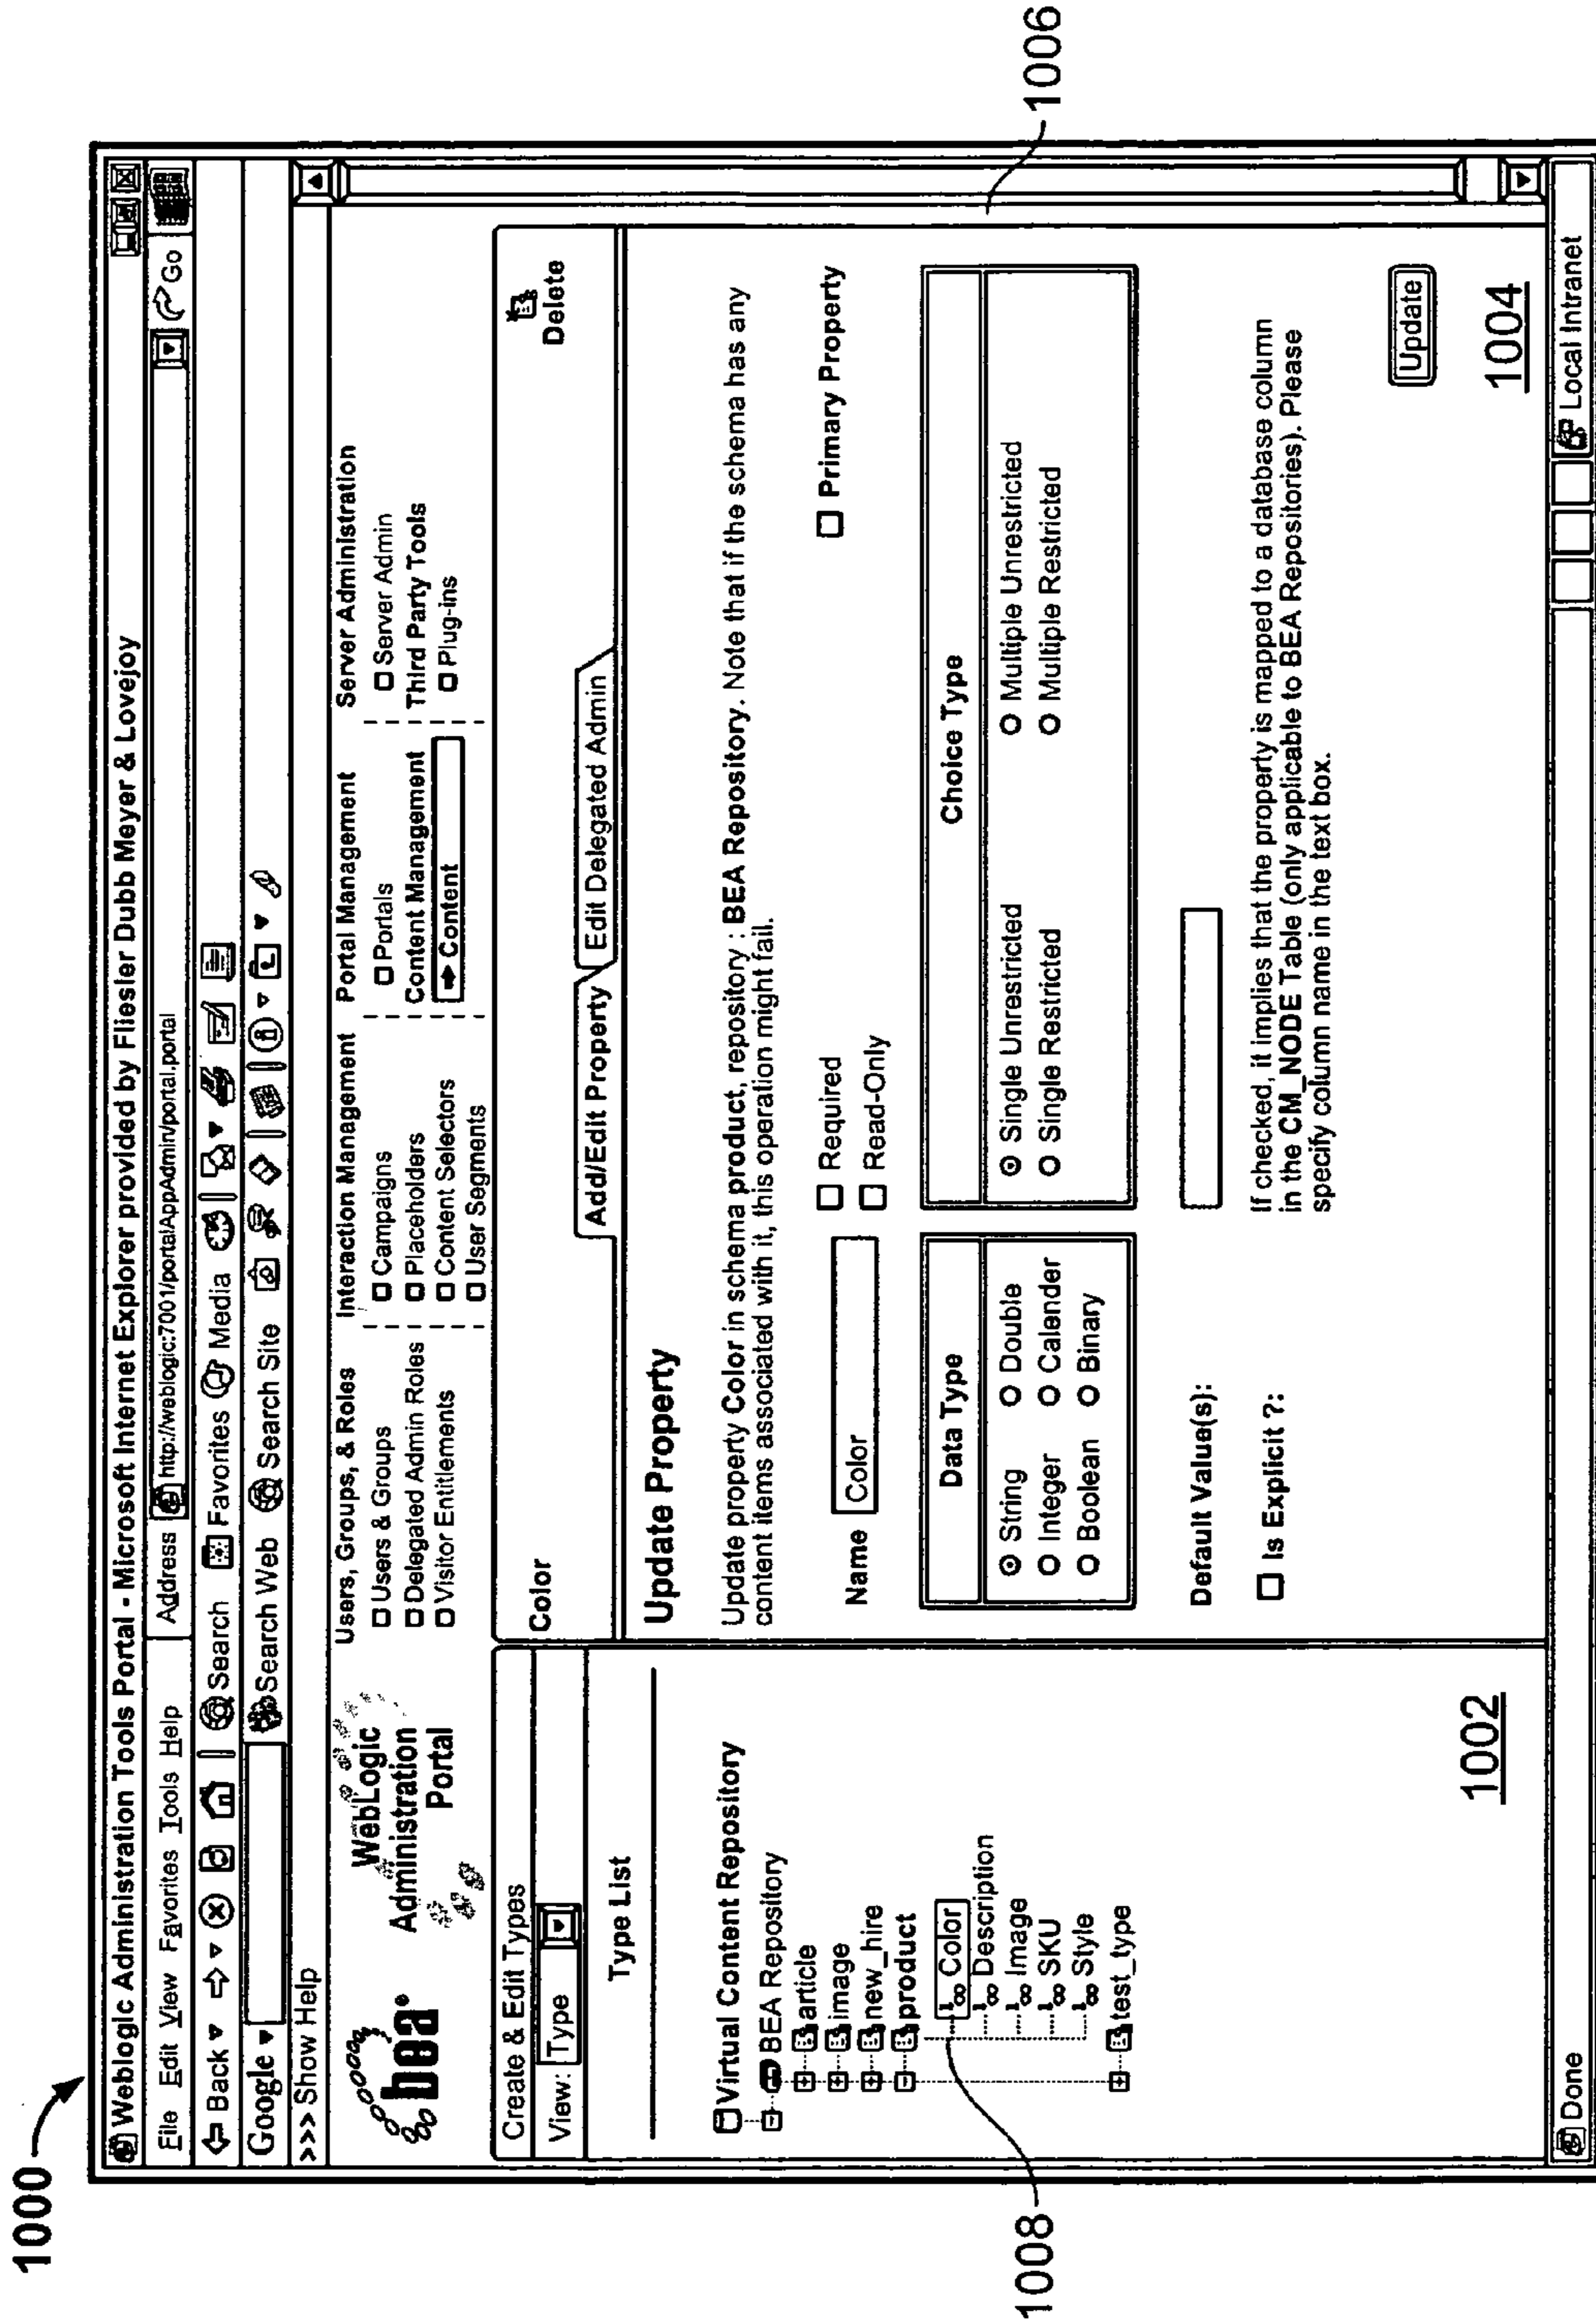 1000
Weblogic Administration Tools Portal - Microsoft Internet Explorer provided by Fliesler Dubb Meyer & Lovejoy
File Edit View Favorites Tools Help
Address http://weblogic:7001/portalAppAdmin/portal.portal
Go
Back
Search Favorites Media
Google
Search Web Search Site
>>> Show Help
bea
WebLogic
Administration
Portal
Users, Groups, & Roles
Users & Groups
Delegated Admin Roles
Visitor Entitlements
Interaction Management
Campaigns
Placeholders
Content Selectors
User Segments
Portal Management
Portals
Content Management
Content
Server Administration
Server Admin
Third Party Tools
Plug-ins
Create & Edit Types
View: Type
Type List
Virtual Content Repository
BEA Repository
article
image
new_hire
product
Color
Description
Image
SKU
Style
test_type
1008
1002
Color
Delete
Add/Edit Property
Edit Delegated Admin
Update Property
Update property Color in schema product, repository : BEA Repository. Note that if the schema has any
content items associated with it, this operation might fail.
Name Color
Required
Read-Only
Primary Property
Data Type
String Double
Integer Calender
Boolean Binary
Choice Type
Single Unrestricted Multiple Unrestricted
Single Restricted Multiple Restricted
Default Value(s):
Is Explicit ?:
If checked, it implies that the property is mapped to a database column
in the CM_NODE Table (only applicable to BEA Repositories). Please
specify column name in the text box.
Update
1004
1006
Done
Local Intranet